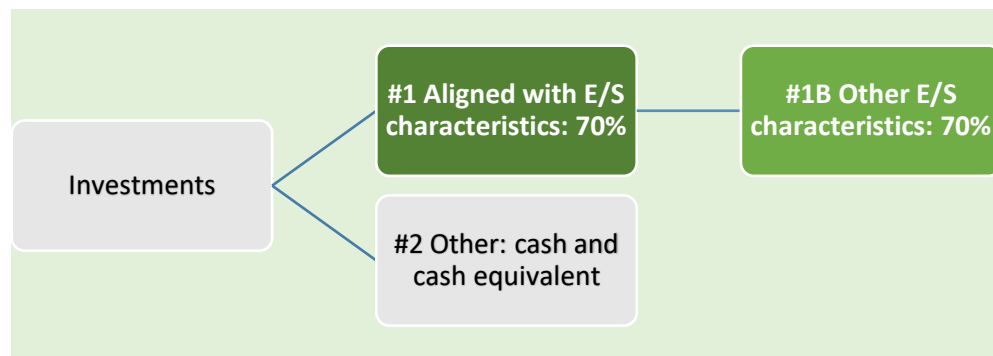 #1 Aligned with E/S
characteristics: 70%
#1B Other E/S
characteristics: 70%
Investments
#2 Other: cash and
cash equivalent